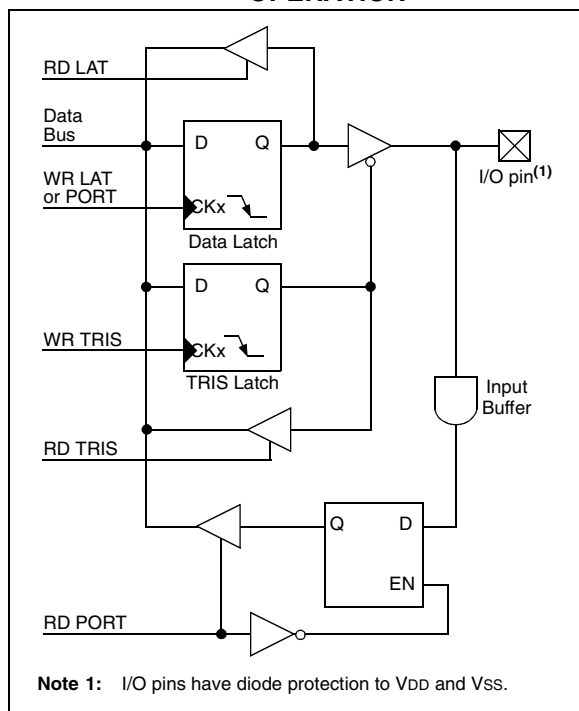 OPERATION
RD LAT
Data
Bus
D Q
WR LAT
or PORT
CKx
Data Latch
I/O pin(1)
D Q
WR TRIS
CKx
TRIS Latch
Input
Buffer
RD TRIS
Q D
EN
RD PORT
Note 1: I/O pins have diode protection to VDD and VSS.